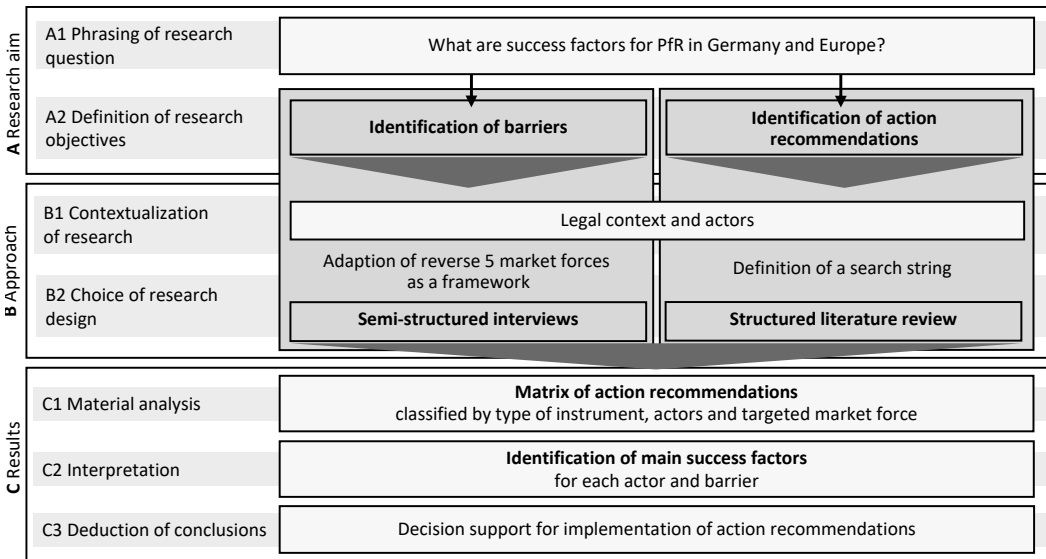 A Research aim
A1 Phrasing of research
question
What are success factors for PfR in Germany and Europe?
A2 Definition of research
objectives
Identification of barriers
Identification of action
recommendations
B Approach
B1 Contextualization
of research
Legal context and actors
Adaption of reverse 5 market forces
as a framework
Definition of a search string
B2 Choice of research
design
Semi-structured interviews
Structured literature review
C Results
C1 Material analysis
Matrix of action recommendations
classified by type of instrument, actors and targeted market force
C2 Interpretation
Identification of main success factors
for each actor and barrier
C3 Deduction of conclusions
Decision support for implementation of action recommendations